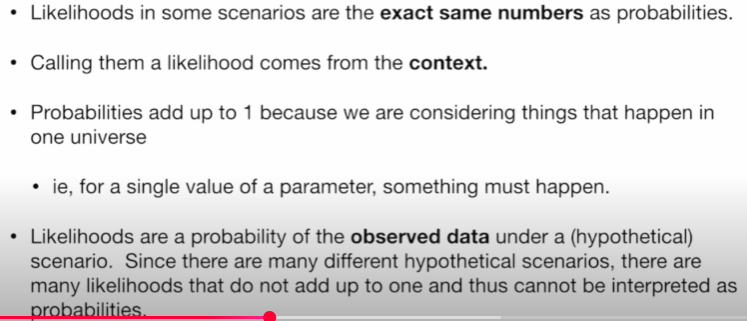 • Likelihoods in some scenarios are the exact same numbers as probabilities.
• Calling them a likelihood comes from the context.
• Probabilities add up to 1 because we are considering things that happen in
one universe
• ie, for a single value of a parameter, something must happen.
• Likelihoods are a probability of the observed data under a (hypothetical)
scenario. Since there are many different hypothetical scenarios, there are
many likelihoods that do not add up to one and thus cannot be interpreted as
probabilities.